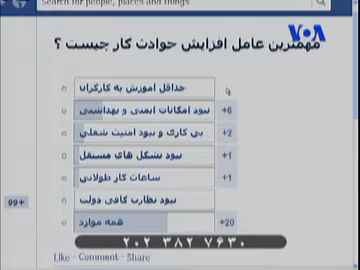 Search for people, places and things
VOA
مهمترین عامل افزایش حوادث کار چیست ؟
حداقل آموزش به کارگران
نبود امکانات ایمنی و بهداشتی +6
بی کاری و نبود امنیت شغلی +2
نبود تشکل های مستقل +1
ساعات کار طولانی +1
نبود نظارت کافی دولت
99+
همه موارد +20
۲۰۲ ۳۸۲ ۷۶۳۰
Like · Comment · Share